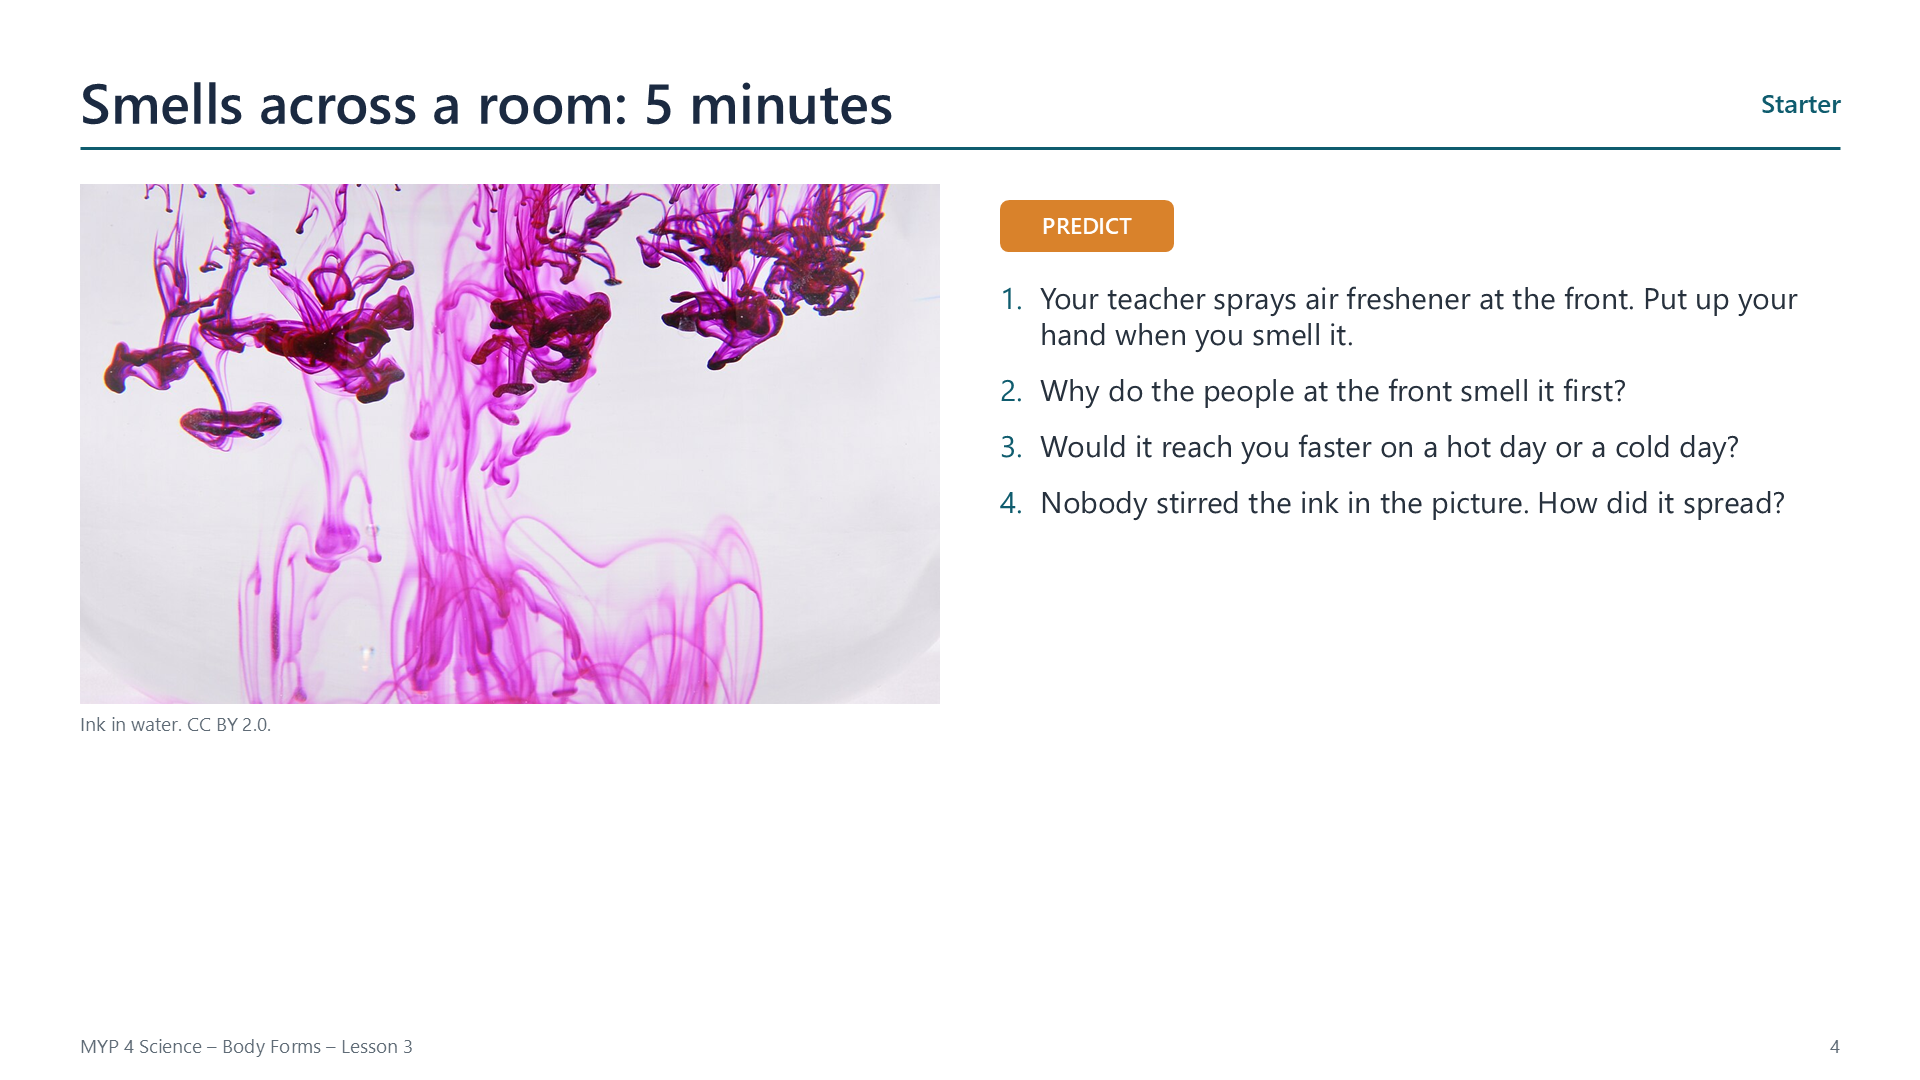 Smells across a room: 5 minutes
Starter
PREDICT
1. Your teacher sprays air freshener at the front. Put up your
hand when you smell it.
2. Why do the people at the front smell it first?
3. Would it reach you faster on a hot day or a cold day?
4. Nobody stirred the ink in the picture. How did it spread?
Ink in water. CC BY 2.0.
MYP 4 Science – Body Forms – Lesson 3
4